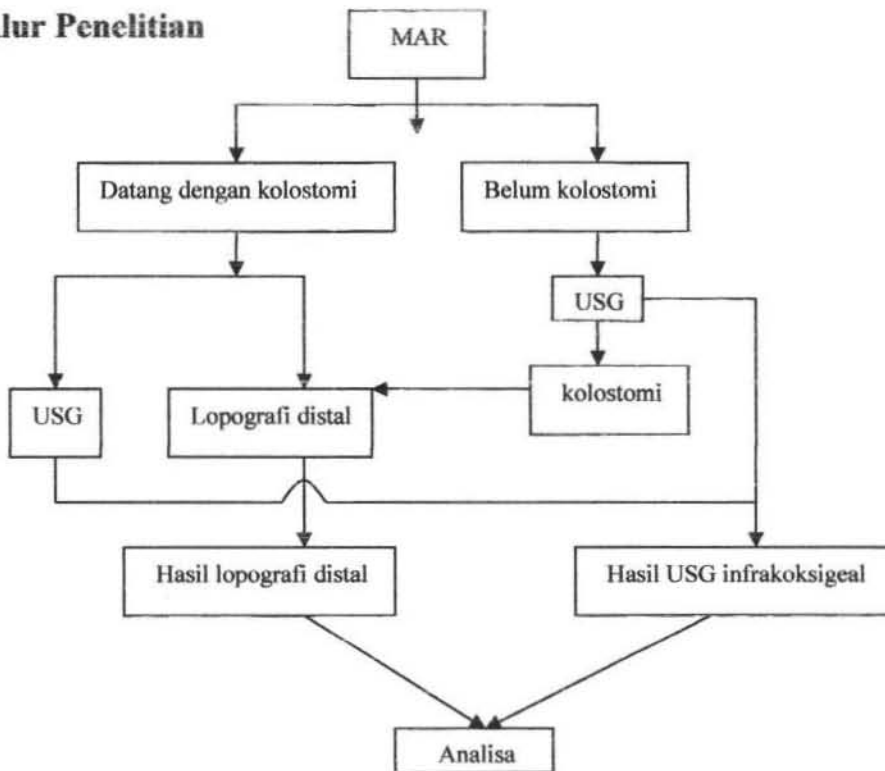 lur Penelitian
MAR
Datang dengan kolostomi
Belum kolostomi
USG
kolostomi
USG
Lopografi distal
Hasil lopografi distal
Hasil USG infrakoksigeal
Analisa